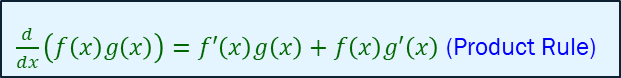 d/dx (f(x)g(x)) = f′(x)g(x) + f(x)g′(x) (Product Rule)